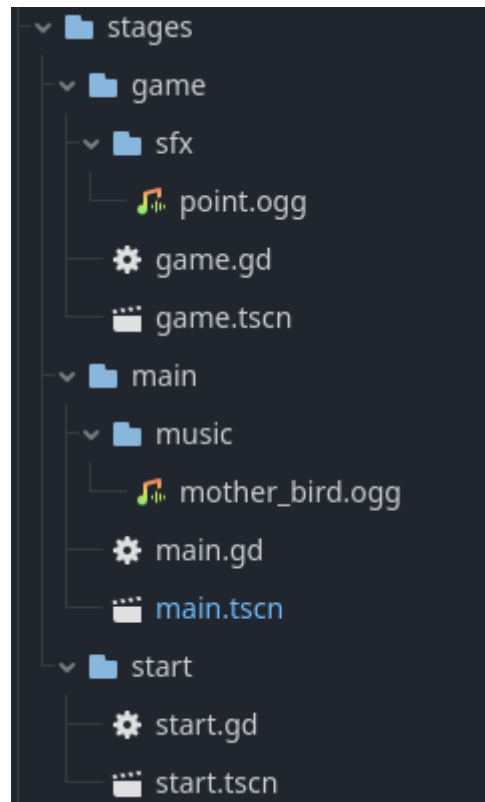 stages
game
sfx
point.ogg
game.gd
game.tscn
main
music
mother_bird.ogg
main.gd
main.tscn
start
start.gd
start.tscn